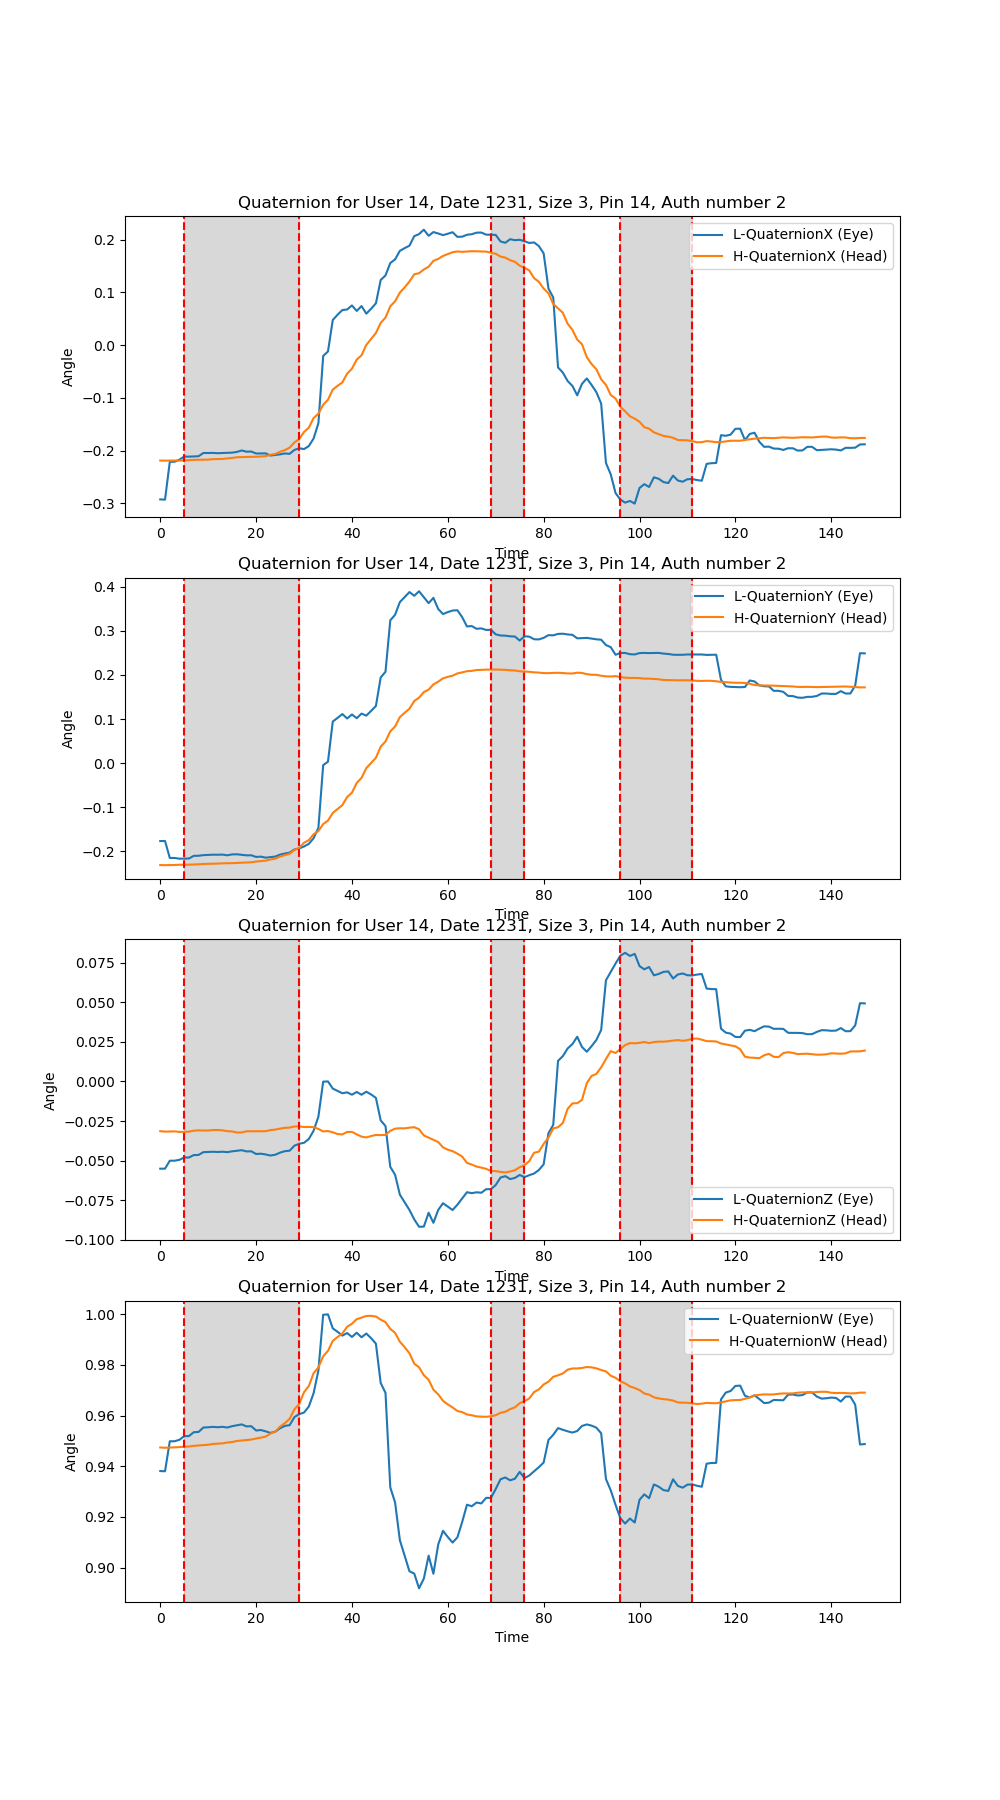 Quaternion for User 14, Date 1231, Size 3, Pin 14, Auth number 2
L-QuaternionX (Eye)
H-QuaternionX (Head)
0.2
0.1
0.0
−0.1
−0.2
−0.3
Angle
0 20 40 60 80 100 120 140
Time
Quaternion for User 14, Date 1231, Size 3, Pin 14, Auth number 2
L-QuaternionY (Eye)
H-QuaternionY (Head)
0.4
0.3
0.2
0.1
0.0
−0.1
−0.2
Angle
0 20 40 60 80 100 120 140
Time
Quaternion for User 14, Date 1231, Size 3, Pin 14, Auth number 2
0.075
0.050
0.025
0.000
−0.025
−0.050
−0.075
−0.100
Angle
L-QuaternionZ (Eye)
H-QuaternionZ (Head)
0 20 40 60 80 100 120 140
Time
Quaternion for User 14, Date 1231, Size 3, Pin 14, Auth number 2
L-QuaternionW (Eye)
H-QuaternionW (Head)
1.00
0.98
0.96
0.94
0.92
0.90
Angle
0 20 40 60 80 100 120 140
Time